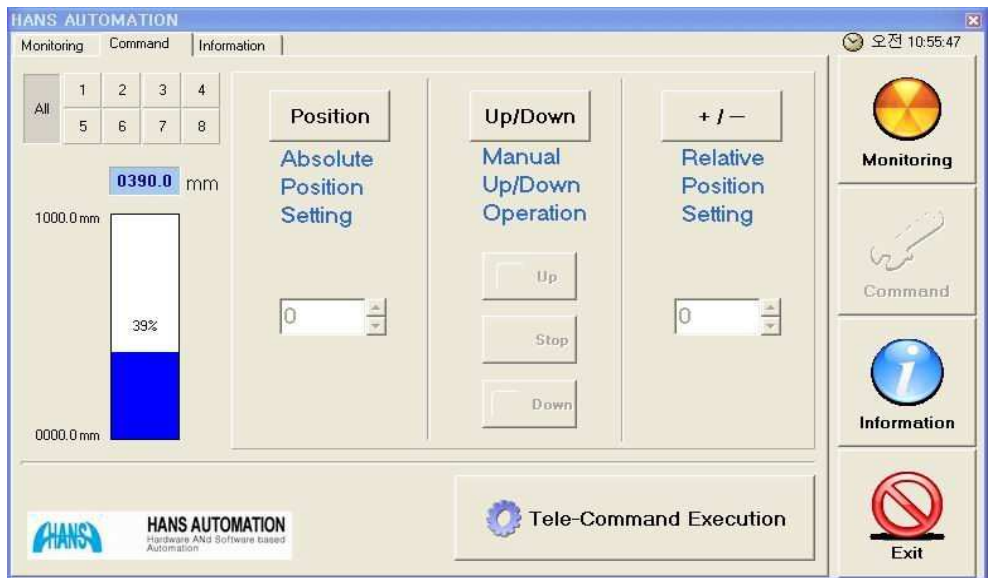 HANS AUTOMATION
Monitoring Command Information
오전 10:55:47
All 1 2 3 4
5 6 7 8
0390.0 mm
1000.0 mm
39%
0000.0 mm
Position
Absolute
Position
Setting
0
Up/Down
Manual
Up/Down
Operation
Up
Stop
Down
+ / —
Relative
Position
Setting
0
Monitoring
Command
Information
Exit
HANS
HANS AUTOMATION
Hardware ANd Software based
Automation
Tele-Command Execution